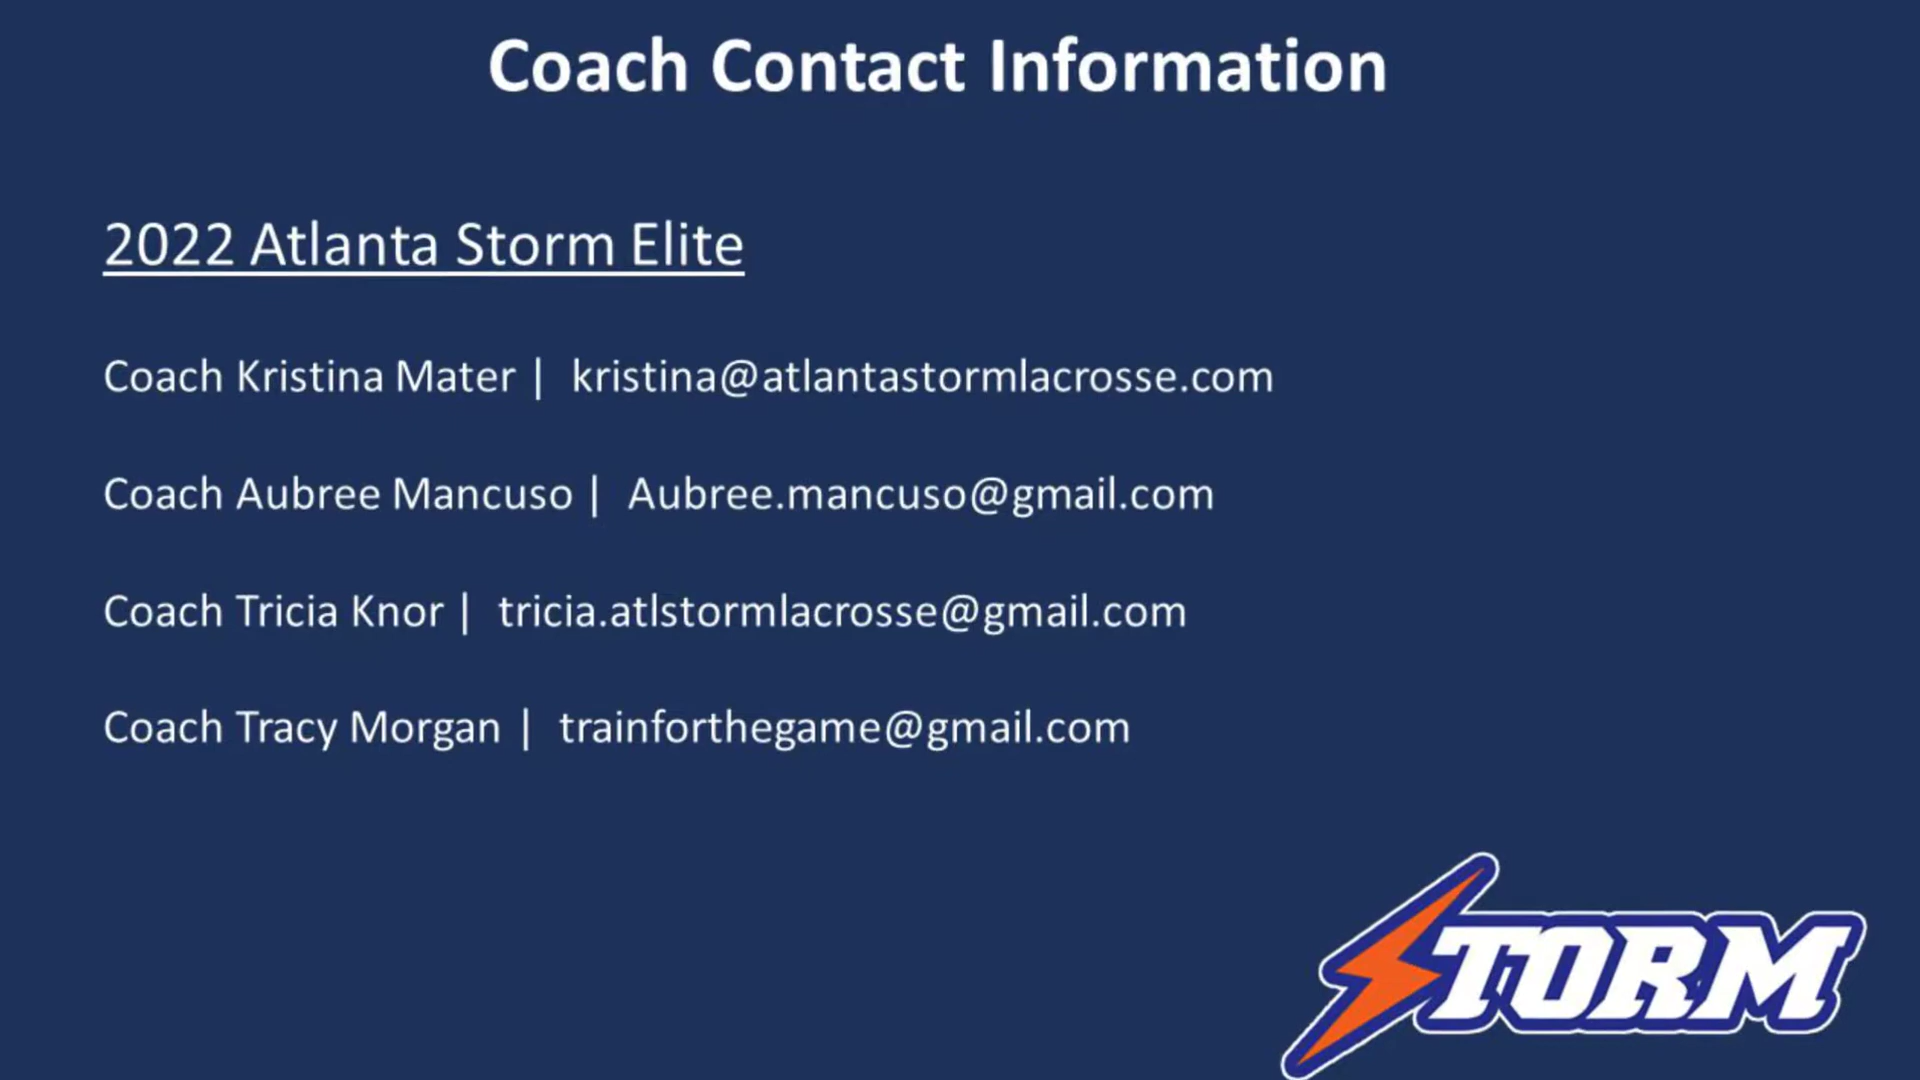 Coach Contact Information
2022 Atlanta Storm Elite
Coach Kristina Mater | kristina@atlantastormlacrosse.com
Coach Aubree Mancuso | Aubree.mancuso@gmail.com
Coach Tricia Knor | tricia.atlstormlacrosse@gmail.com
Coach Tracy Morgan | trainforthegame@gmail.com
STORM